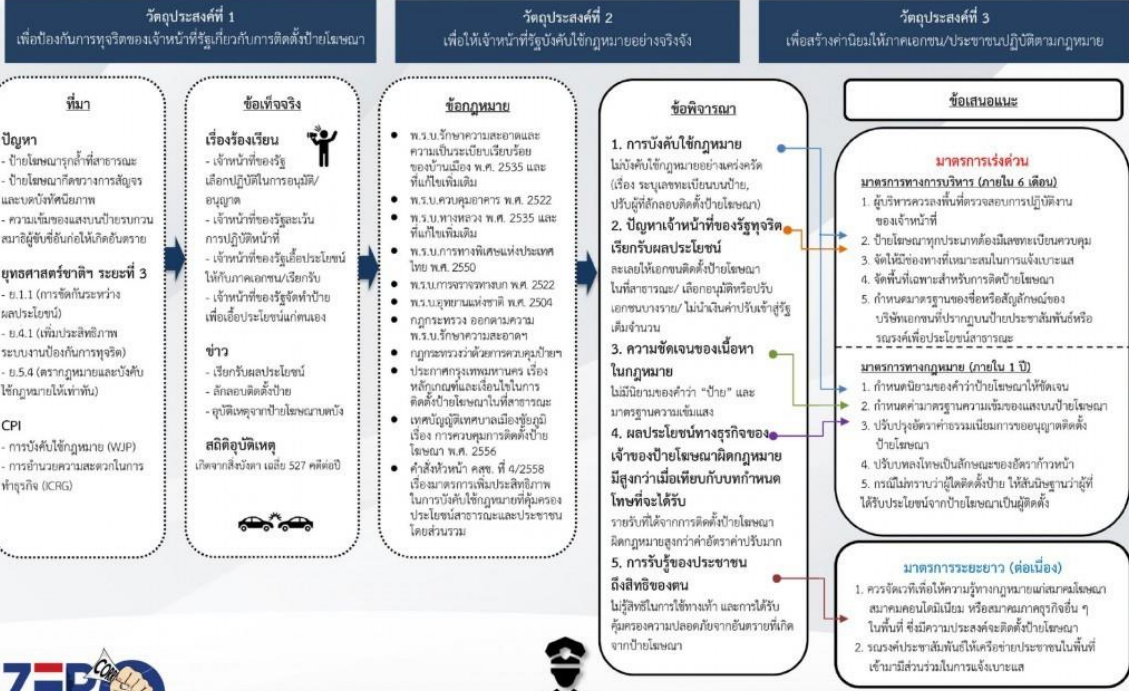 วัตถุประสงค์ที่ 1
เพื่อป้องกันการทุจริตของเจ้าหน้าที่รัฐเกี่ยวกับการติดตั้งป้ายโฆษณา
วัตถุประสงค์ที่ 2
เพื่อให้เจ้าหน้าที่รัฐบังคับใช้กฎหมายอย่างจริงจัง
วัตถุประสงค์ที่ 3
เพื่อสร้างค่านิยมให้ภาคเอกชน/ประชาชนปฏิบัติตามกฎหมาย
ที่มา
ปัญหา
- ป้ายโฆษณารุกล้ำที่สาธารณะ
- ป้ายโฆษณากีดขวางการสัญจร
และบดบังทัศนียภาพ
- ความเข้มของแสงบนป้ายรบกวน
สมาธิผู้ขับขี่อันก่อให้เกิดอันตราย
ยุทธศาสตร์ชาติฯ ระยะที่ 3
- ย.1.1 (การขัดกันระหว่าง
ผลประโยชน์)
- ย.4.1 (เพิ่มประสิทธิภาพ
ระบบงานป้องกันการทุจริต)
- ย.5.4 (ตรากฎหมายและบังคับ
ใช้กฎหมายให้เท่าทัน)
CPI
- การบังคับใช้กฎหมาย (WJP)
- การอำนวยความสะดวกในการ
ทำธุรกิจ (ICRG)
ข้อเท็จจริง
เรื่องร้องเรียน
- เจ้าหน้าที่ของรัฐ
เลือกปฏิบัติในการอนุมัติ/
อนุญาต
- เจ้าหน้าที่ของรัฐละเว้น
การปฏิบัติหน้าที่
- เจ้าหน้าที่ของรัฐเอื้อประโยชน์
ให้กับภาคเอกชน/เรียกรับ
- เจ้าหน้าที่ของรัฐจัดทำป้าย
เพื่อเอื้อประโยชน์แก่ตนเอง
ข่าว
- เรียกรับผลประโยชน์
- ลักลอบติดตั้งป้าย
- อุบัติเหตุจากป้ายโฆษณาบดบัง
สถิติอุบัติเหตุ
เกิดจากสิ่งบังตา เฉลี่ย 527 คดีต่อปี
ข้อกฎหมาย
● พ.ร.บ.รักษาความสะอาดและ
ความเป็นระเบียบเรียบร้อย
ของบ้านเมือง พ.ศ. 2535 และ
ที่แก้ไขเพิ่มเติม
● พ.ร.บ.ควบคุมอาคาร พ.ศ. 2522
● พ.ร.บ.ทางหลวง พ.ศ. 2535 และ
ที่แก้ไขเพิ่มเติม
● พ.ร.บ.การทางพิเศษแห่งประเทศ
ไทย พ.ศ. 2550
● พ.ร.บ.การจราจรทางบก พ.ศ. 2522
● พ.ร.บ.อุทยานแห่งชาติ พ.ศ. 2504
● กฎกระทรวง ออกตามความ
พ.ร.บ.รักษาความสะอาดฯ
● กฎกระทรวงว่าด้วยการควบคุมป้ายฯ
● ประกาศกรุงเทพมหานคร เรื่อง
หลักเกณฑ์และเงื่อนไขในการ
ติดตั้งป้ายโฆษณาในที่สาธารณะ
● เทศบัญญัติเทศบาลเมืองชัยภูมิ
เรื่อง การควบคุมการติดตั้งป้าย
โฆษณา พ.ศ. 2556
● คำสั่งหัวหน้า คสช. ที่ 4/2558
เรื่องมาตรการเพิ่มประสิทธิภาพ
ในการบังคับใช้กฎหมายที่คุ้มครอง
ประโยชน์สาธารณะและประชาชน
โดยส่วนรวม
ข้อพิจารณา
1. การบังคับใช้กฎหมาย
ไม่บังคับใช้กฎหมายอย่างเคร่งครัด
(เรื่อง ระบุเลขทะเบียนบนป้าย,
ปรับผู้ที่ลักลอบติดตั้งป้ายโฆษณา)
2. ปัญหาเจ้าหน้าที่ของรัฐทุจริต
เรียกรับผลประโยชน์
ละเลยให้เอกชนติดตั้งป้ายโฆษณา
ในที่สาธารณะ/ เลือกอนุมัติหรือปรับ
เอกชนบางราย/ ไม่นำเงินค่าปรับเข้าสู่รัฐ
เต็มจำนวน
3. ความชัดเจนของเนื้อหา
ในกฎหมาย
ไม่มีนิยามของคำว่า “ป้าย” และ
มาตรฐานความเข้มแสง
4. ผลประโยชน์ทางธุรกิจของ
เจ้าของป้ายโฆษณาผิดกฎหมาย
มีสูงกว่าเมื่อเทียบกับบทกำหนด
โทษที่จะได้รับ
รายรับที่ได้จากการติดตั้งป้ายโฆษณา
ผิดกฎหมายสูงกว่าค่าอัตราค่าปรับมาก
5. การรับรู้ของประชาชน
ถึงสิทธิของตน
ไม่รู้สิทธิในการใช้ทางเท้า และการได้รับ
คุ้มครองความปลอดภัยจากอันตรายที่เกิด
จากป้ายโฆษณา
ข้อเสนอแนะ
มาตรการเร่งด่วน
มาตรการทางการบริหาร (ภายใน 6 เดือน)
1. ผู้บริหารควรลงพื้นที่ตรวจสอบการปฏิบัติงาน
ของเจ้าหน้าที่
2. ป้ายโฆษณาทุกประเภทต้องมีเลขทะเบียนควบคุม
3. จัดให้มีช่องทางที่เหมาะสมในการแจ้งเบาะแส
4. จัดพื้นที่เฉพาะสำหรับการติดป้ายโฆษณา
5. กำหนดมาตรฐานของชื่อหรือสัญลักษณ์ของ
บริษัทเอกชนที่ปรากฏบนป้ายประชาสัมพันธ์หรือ
รณรงค์เพื่อประโยชน์สาธารณะ
มาตรการทางกฎหมาย (ภายใน 1 ปี)
1. กำหนดนิยามของคำว่าป้ายโฆษณาให้ชัดเจน
2. กำหนดค่ามาตรฐานความเข้มของแสงบนป้ายโฆษณา
3. ปรับปรุงอัตราค่าธรรมเนียมการขออนุญาตติดตั้ง
ป้ายโฆษณา
4. ปรับบทลงโทษเป็นลักษณะของอัตราก้าวหน้า
5. กรณีไม่ทราบว่าผู้ใดติดตั้งป้าย ให้สันนิษฐานว่าผู้ที่
ได้รับประโยชน์จากป้ายโฆษณาเป็นผู้ติดตั้ง
มาตรการระยะยาว (ต่อเนื่อง)
1. ควรจัดเวทีเพื่อให้ความรู้ทางกฎหมายแก่สมาคมโฆษณา
สมาคมคอนโดมิเนียม หรือสมาคมภาคธุรกิจอื่น ๆ
ในพื้นที่ ซึ่งมีความประสงค์จะติดตั้งป้ายโฆษณา
2. รณรงค์ประชาสัมพันธ์ให้เครือข่ายประชาชนในพื้นที่
เข้ามามีส่วนร่วมในการแจ้งเบาะแส
ZERO